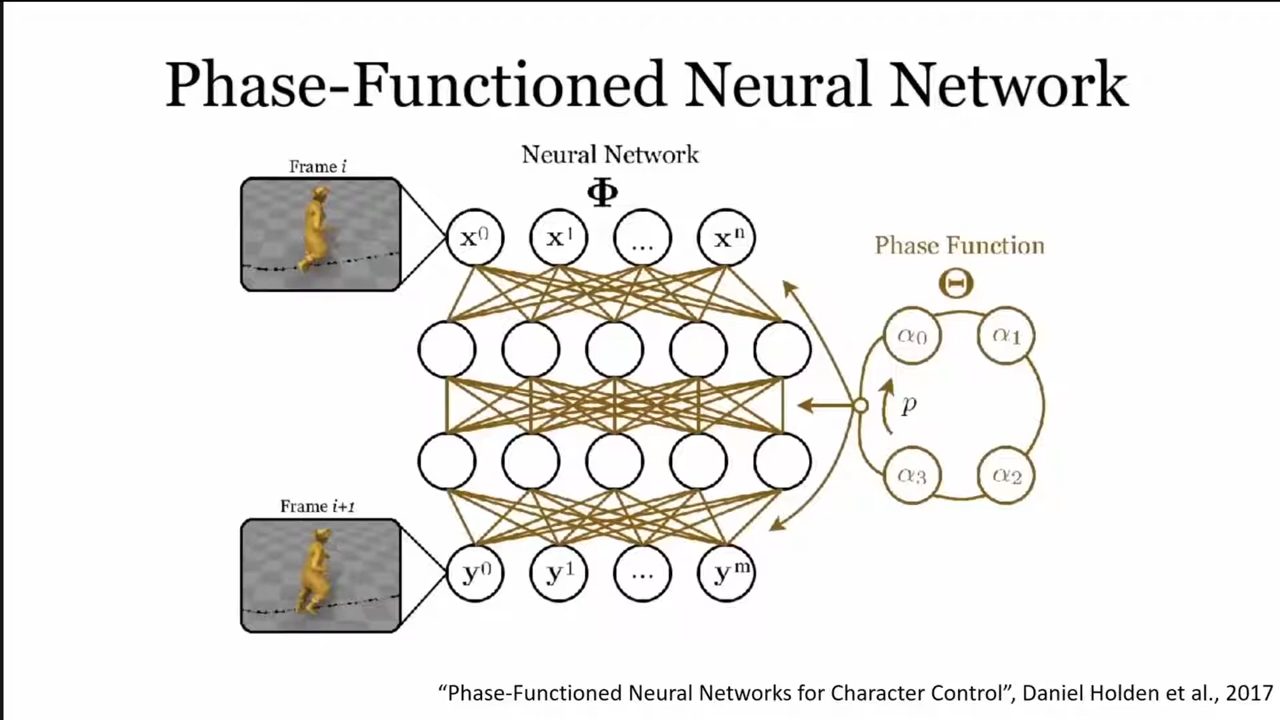 Phase-Functioned Neural Network
Frame i
Neural Network
Φ
x⁰ x¹ ... xⁿ
Phase Function
Θ
α₀ α₁
p
α₃ α₂
Frame i+1
y⁰ y¹ ... yᵐ
“Phase-Functioned Neural Networks for Character Control”, Daniel Holden et al., 2017